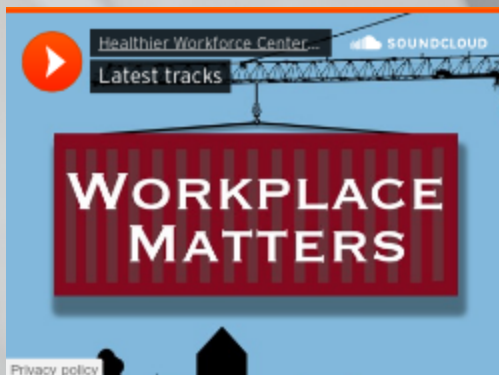 Healthier Workforce Center...
SOUNDCLOUD
Latest tracks
WORKPLACE
MATTERS
Privacy policy